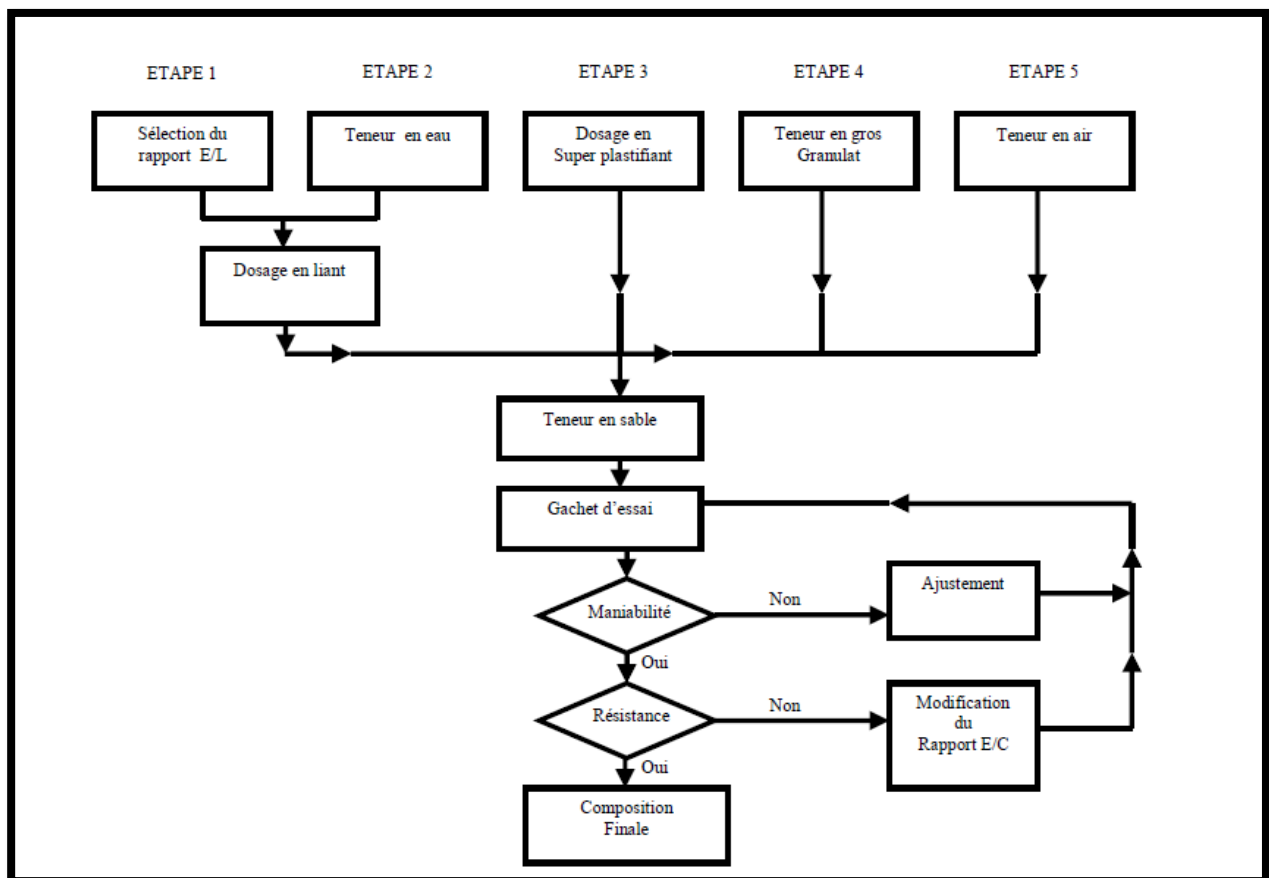 ETAPE 1
ETAPE 2
ETAPE 3
ETAPE 4
ETAPE 5
Sélection du
rapport E/L
Teneur en eau
Dosage en
Super plastifiant
Teneur en gros
Granulat
Teneur en air
Dosage en liant
Teneur en sable
Gachet d’essai
Maniabilité
Non
Ajustement
Oui
Résistance
Non
Modification
du
Rapport E/C
Oui
Composition
Finale